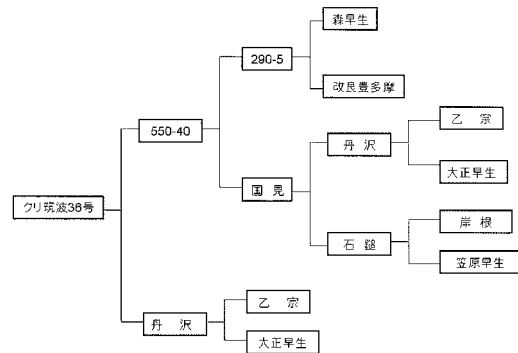 森早生
290-5
改良豊多摩
550-40
乙 宗
丹 沢
大正早生
国 見
クリ筑波36号
岸 根
石 鎚
笠原早生
乙 宗
丹 沢
大正早生